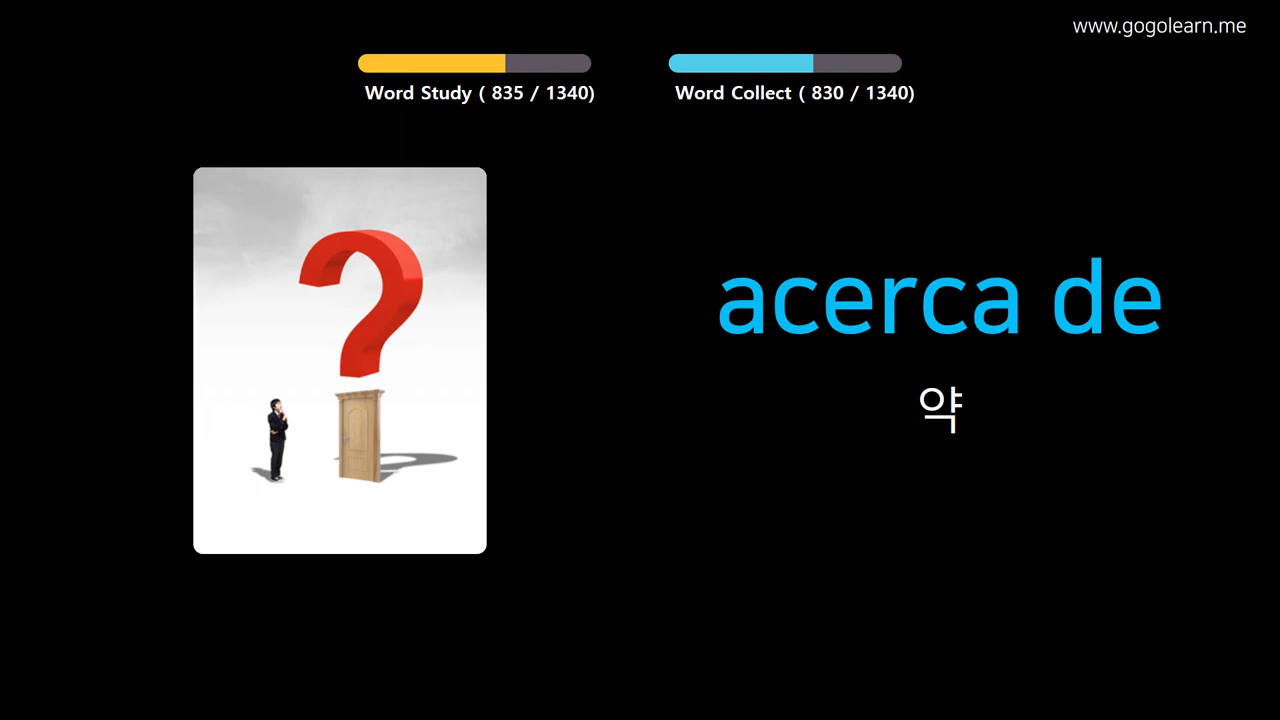 www.gogolearn.me
Word Study ( 835 / 1340)
Word Collect ( 830 / 1340)
acerca de
약